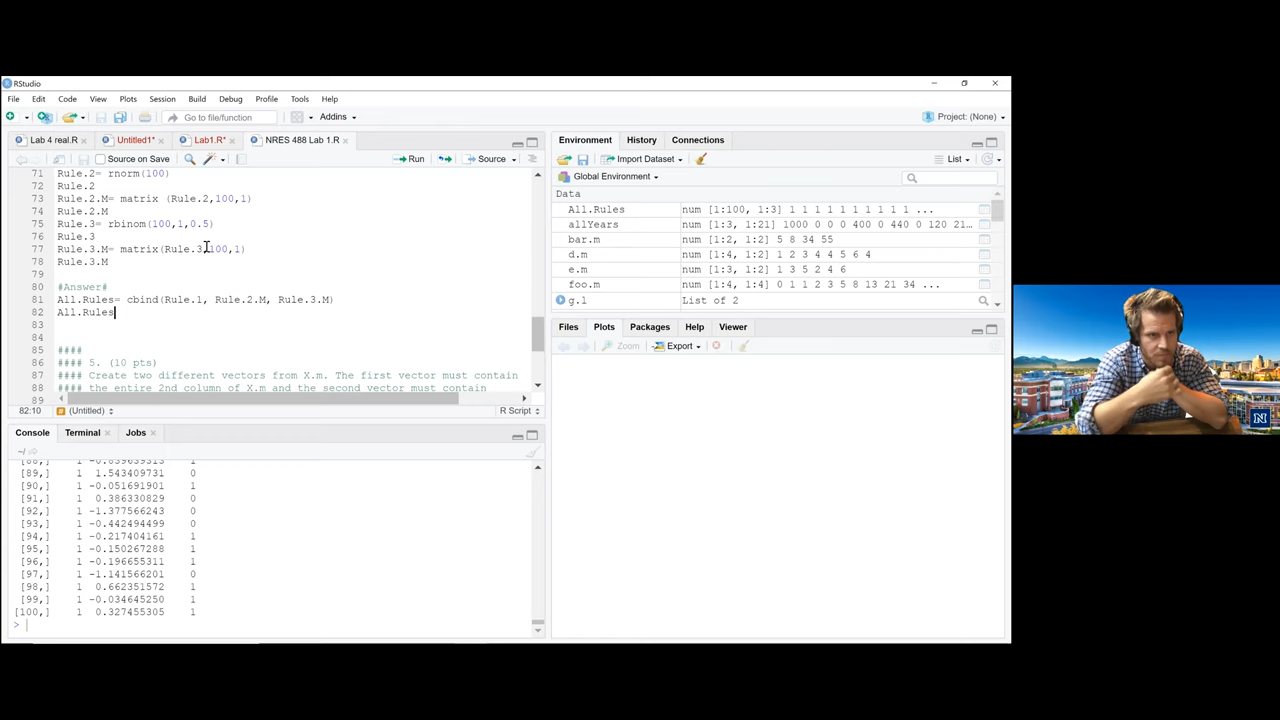 RStudio
File Edit Code View Plots Session Build Debug Profile Tools Help
Go to file/function Addins Project: (None)
Lab 4 real.R Untitled1* Lab1.R* NRES 488 Lab 1.R
Source on Save Run Source
71 Rule.2= rnorm(100)
72 Rule.2
73 Rule.2.M= matrix (Rule.2,100,1)
74 Rule.2.M
75 Rule.3= rbinom(100,1,0.5)
76 Rule.3
77 Rule.3.M= matrix(Rule.3,100,1)
78 Rule.3.M
79
80 #Answer#
81 All.Rules= cbind(Rule.1, Rule.2.M, Rule.3.M)
82 All.Rules
83
84
85 ####
86 #### 5. (10 pts)
87 #### Create two different vectors from X.m. The first vector must contain
88 #### the entire 2nd column of X.m and the second vector must contain
89
82:10 (Untitled) R Script
Console Terminal Jobs
~/
[88,] 1 -0.839639313 1
[89,] 1 1.543409731 0
[90,] 1 -0.051691901 1
[91,] 1 0.386330829 0
[92,] 1 -1.377566243 0
[93,] 1 -0.442494499 0
[94,] 1 -0.217404161 1
[95,] 1 -0.150267288 1
[96,] 1 -0.196655311 1
[97,] 1 -1.141566201 0
[98,] 1 0.662351572 1
[99,] 1 -0.034645250 1
[100,] 1 0.327455305 1
>
Environment History Connections
Import Dataset List
Global Environment
Data
All.Rules num [1:100, 1:3] 1 1 1 1 1 1 1 1 1 1 ...
allYears num [1:3, 1:21] 1000 0 0 0 400 0 440 0 120 21…
bar.m num [1:2, 1:2] 5 8 34 55
d.m num [1:4, 1:2] 1 2 3 4 4 5 6 4
e.m num [1:3, 1:2] 1 3 5 2 4 6
foo.m num [1:4, 1:4] 0 1 1 2 3 5 8 13 21 34 ...
g.l List of 2
Files Plots Packages Help Viewer
Zoom Export
N